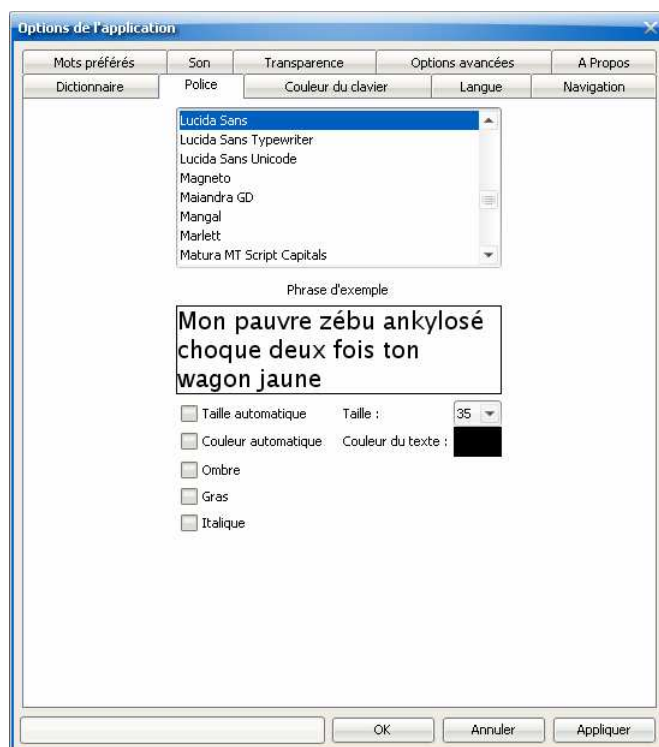 Options de l'application
Mots préférés Son Transparence Options avancées A Propos
Dictionnaire Police Couleur du clavier Langue Navigation
Lucida Sans
Lucida Sans Typewriter
Lucida Sans Unicode
Magneto
Maiandra GD
Mangal
Marlett
Matura MT Script Capitals
Phrase d'exemple
Mon pauvre zébu ankylosé
choque deux fois ton
wagon jaune
Taille automatique Taille : 35
Couleur automatique Couleur du texte :
Ombre
Gras
Italique
OK Annuler Appliquer